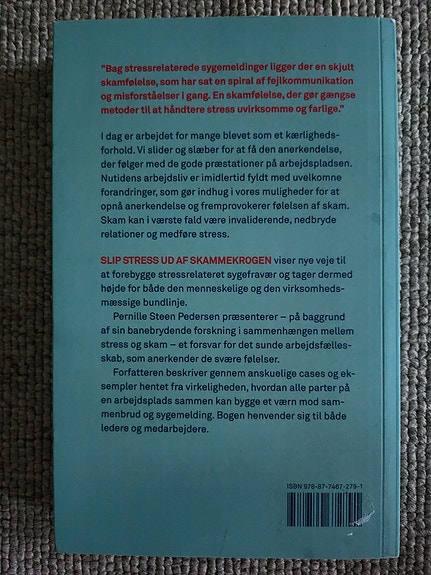 "Bag stressrelaterede sygemeldinger ligger der en skjult
skamfølelse, som har sat en spiral af fejlkommunikation
og misforståelser i gang. En skamfølelse, der gør gængse
metoder til at håndtere stress uvirksomme og farlige."
I dag er arbejdet for mange blevet som et kærligheds-
forhold. Vi slider og slæber for at få den anerkendelse,
der følger med de gode præstationer på arbejdspladsen.
Nutidens arbejdsliv er imidlertid fyldt med uvelkomne
forandringer, som gør indhug i vores muligheder for at
opnå anerkendelse og fremprovokerer følelsen af skam.
Skam kan i værste fald være invaliderende, nedbryde
relationer og medføre stress.
SLIP STRESS UD AF SKAMMEKROGEN viser nye veje til
at forebygge stressrelateret sygefravær og tager dermed
højde for både den menneskelige og den virksomheds-
mæssige bundlinje.
Pernille Steen Pedersen præsenterer – på baggrund
af sin banebrydende forskning i sammenhængen mellem
stress og skam – et forsvar for det sunde arbejdsfælles-
skab, som anerkender de svære følelser.
Forfatteren beskriver gennem anskuelige cases og ek-
sempler hentet fra virkeligheden, hvordan alle parter på
en arbejdsplads sammen kan bygge et værn mod sam-
menbrud og sygemelding. Bogen henvender sig til både
ledere og medarbejdere.
ISBN 978-87-7467-279-1